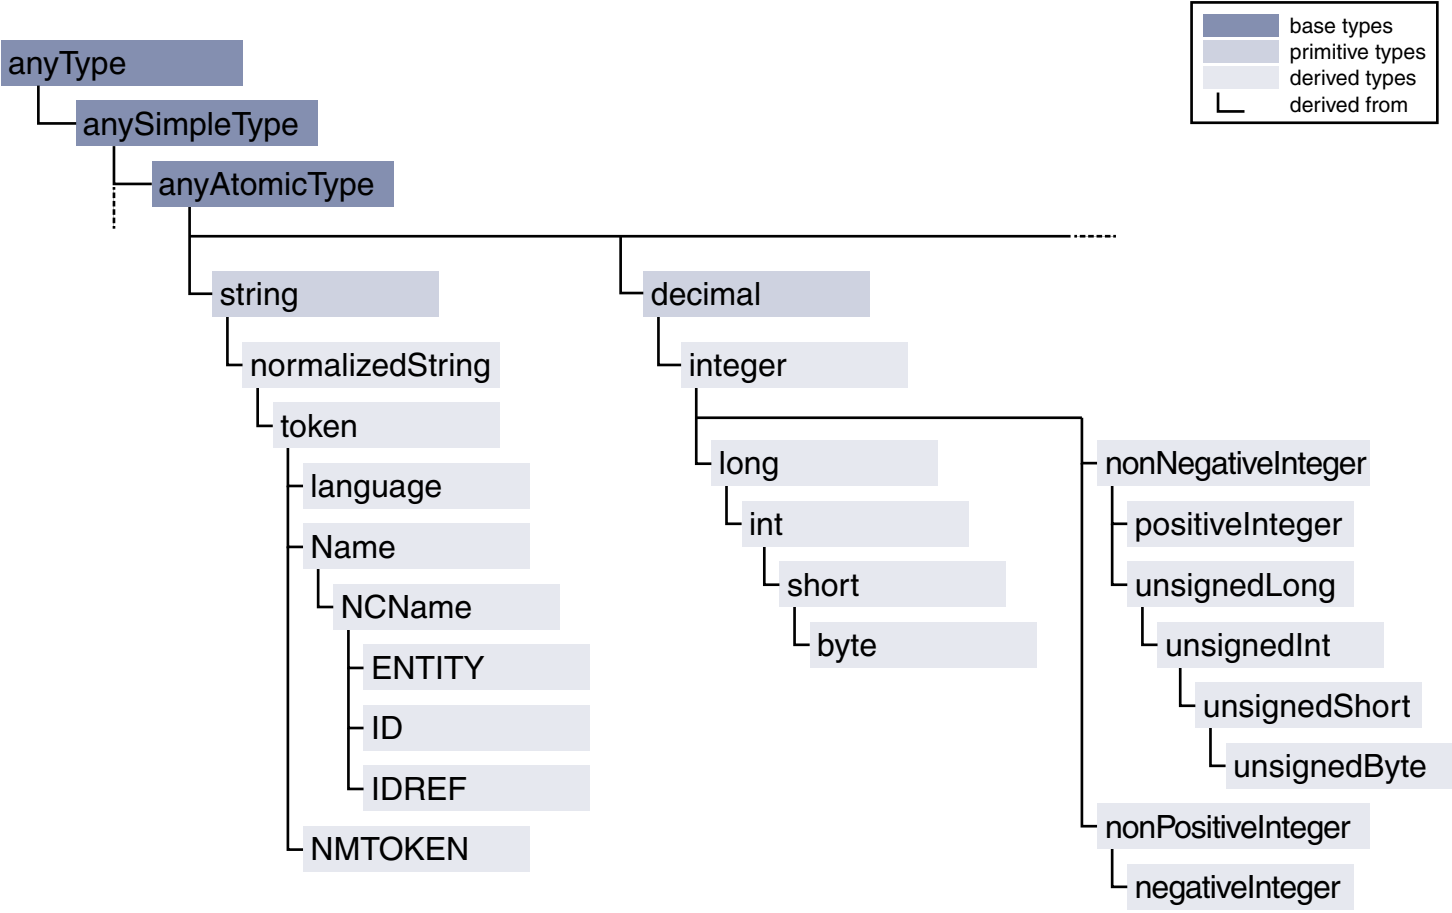 base types
primitive types
derived types
derived from
anyType
anySimpleType
anyAtomicType
string
decimal
normalizedString
integer
token
long
nonNegativeInteger
language
int
positiveInteger
Name
short
unsignedLong
NCName
byte
unsignedInt
ENTITY
unsignedShort
ID
unsignedByte
IDREF
nonPositiveInteger
NMTOKEN
negativeInteger